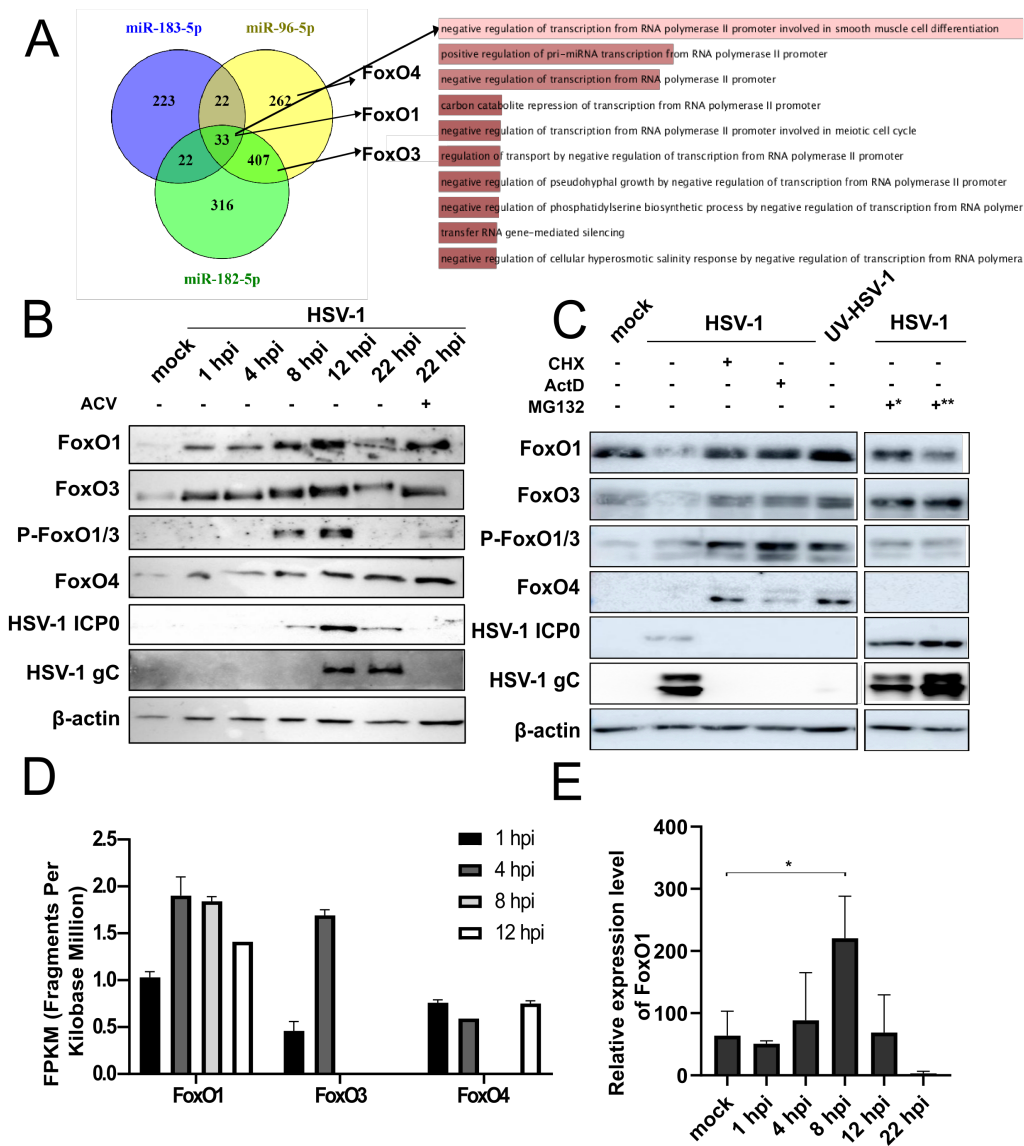 A
miR-183-5p
miR-96-5p
223
22
262
33
22
407
316
miR-182-5p
FoxO4
FoxO1
FoxO3
negative regulation of transcription from RNA polymerase II promoter involved in smooth muscle cell differentiation
positive regulation of pri-miRNA transcription from RNA polymerase II promoter
negative regulation of transcription from RNA polymerase II promoter
carbon catabolite repression of transcription from RNA polymerase II promoter
negative regulation of transcription from RNA polymerase II promoter involved in meiotic cell cycle
regulation of transport by negative regulation of transcription from RNA polymerase II promoter
negative regulation of pseudohyphal growth by negative regulation of transcription from RNA polymerase II promoter
negative regulation of phosphatidylserine biosynthetic process by negative regulation of transcription from RNA polymer
transfer RNA gene-mediated silencing
negative regulation of cellular hyperosmotic salinity response by negative regulation of transcription from RNA polymera
B
HSV-1
mock 1 hpi 4 hpi 8 hpi 12 hpi 22 hpi 22 hpi
ACV - - - - - - +
FoxO1
FoxO3
P-FoxO1/3
FoxO4
HSV-1 ICP0
HSV-1 gC
β-actin
C
mock HSV-1 UV-HSV-1 HSV-1
CHX - - + - - - -
ActD - - - + - - -
MG132 - - - - - +* +**
FoxO1
FoxO3
P-FoxO1/3
FoxO4
HSV-1 ICP0
HSV-1 gC
β-actin
D
FPKM (Fragments Per
Kilobase Million)
2.5
2.0
1.5
1.0
0.5
0.0
FoxO1 FoxO3 FoxO4
1 hpi
4 hpi
8 hpi
12 hpi
E
Relative expression level
of FoxO1
400
300
200
100
0
*
mock 1 hpi 4 hpi 8 hpi 12 hpi 22 hpi